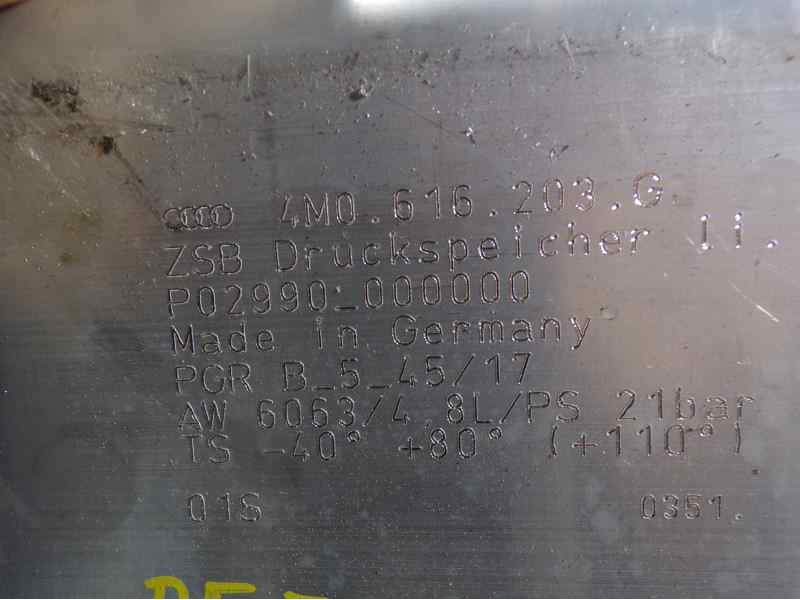 4M0.616.203.G.
ZSB Druckspeicher li.
P02990_000000
Made in Germany
PGR B_5_45/17
AW 6063/4,8L/PS 21bar
TS -40° +80° (+110°)
01S 0351.